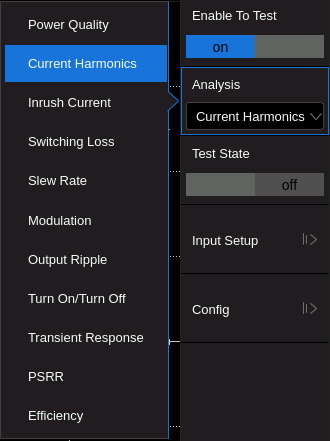 Power Quality
Current Harmonics
Inrush Current
Switching Loss
Slew Rate
Modulation
Output Ripple
Turn On/Turn Off
Transient Response
PSRR
Efficiency
Enable To Test
on
Analysis
Current Harmonics
Test State
off
Input Setup
Config